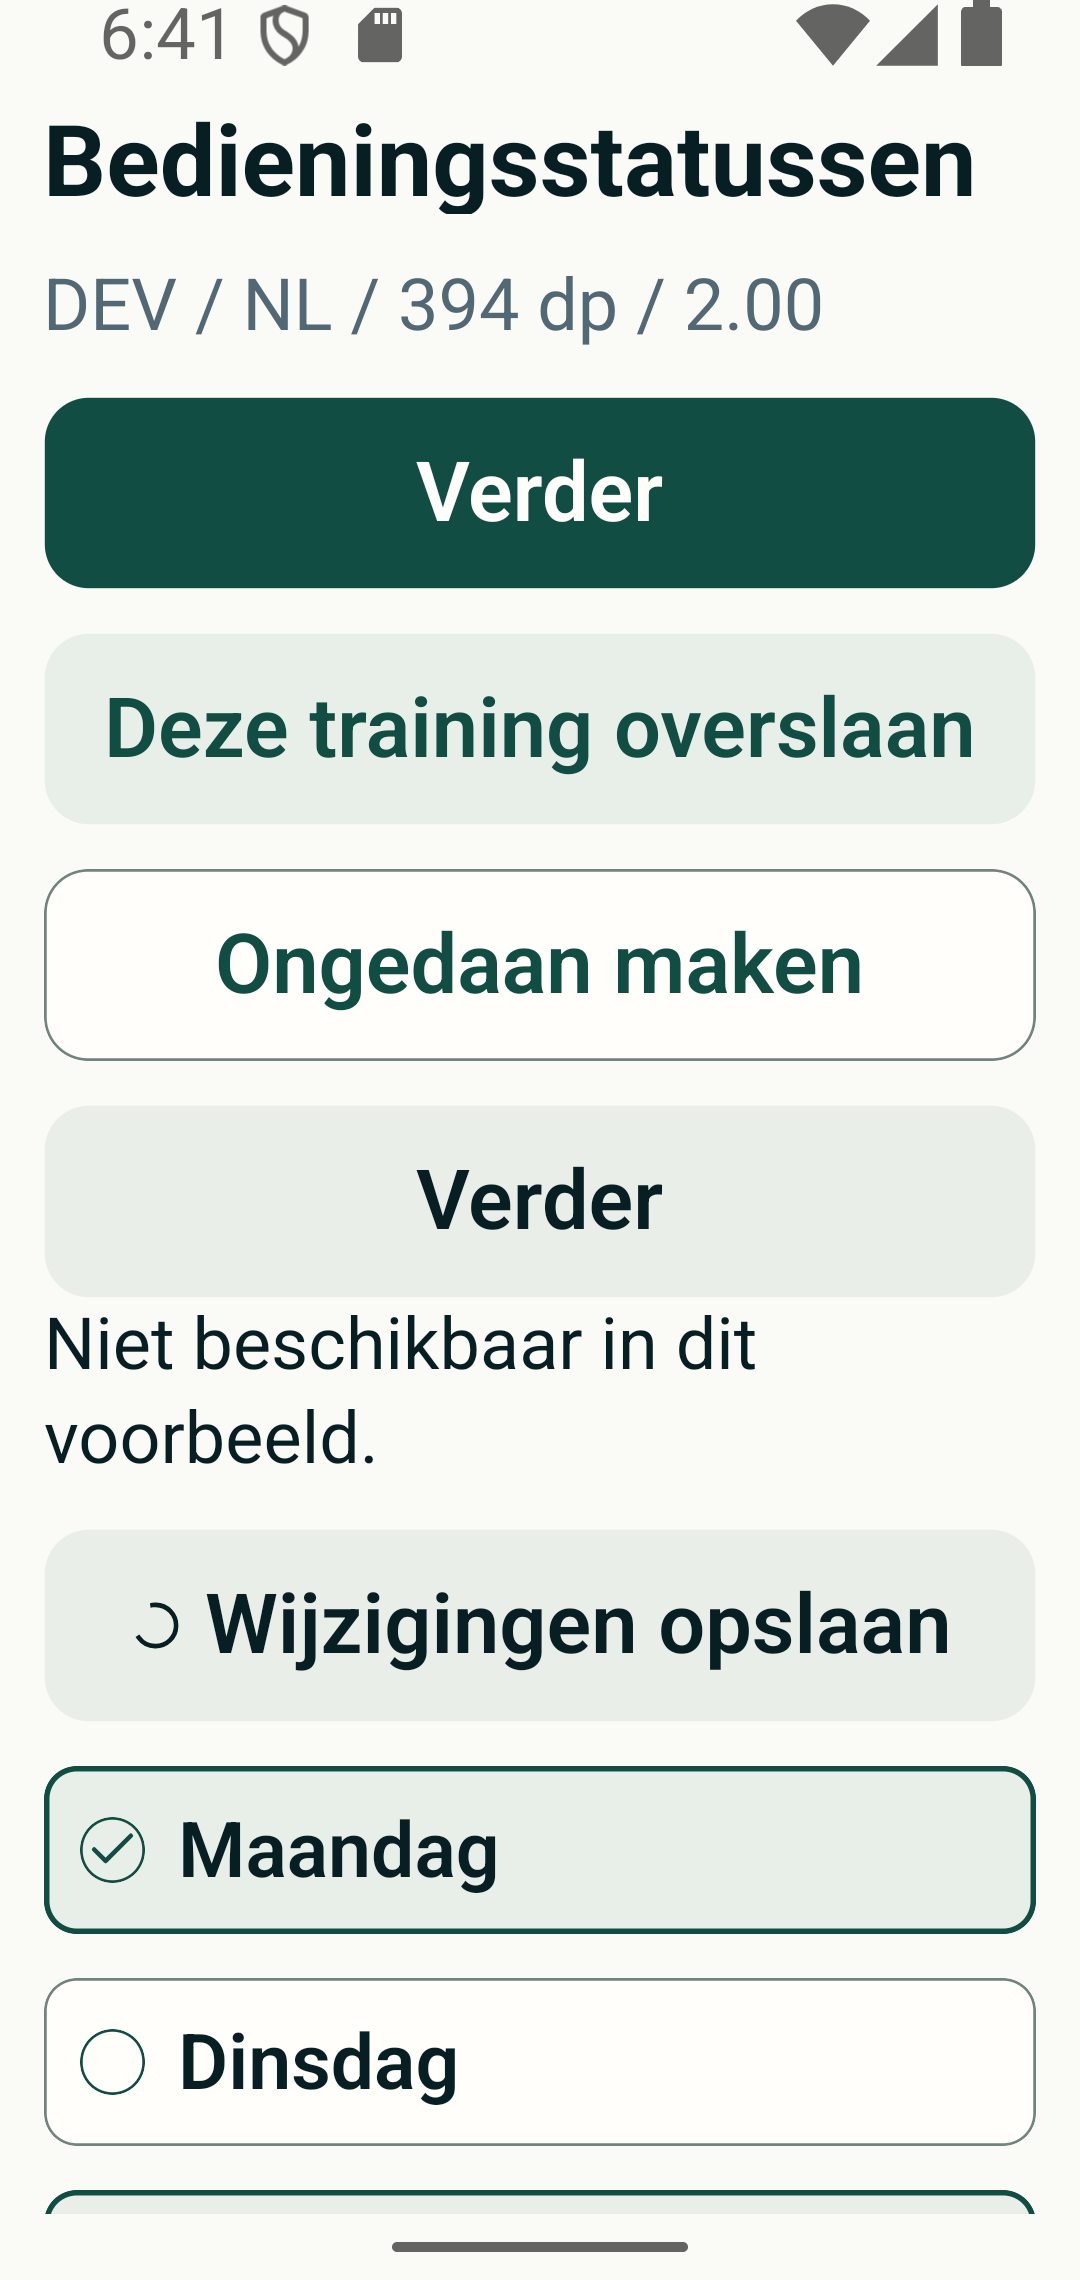 6:41
Bedieningsstatussen
DEV / NL / 394 dp / 2.00
Verder
Deze training overslaan
Ongedaan maken
Verder
Niet beschikbaar in dit
voorbeeld.
Wijzigingen opslaan
Maandag
Dinsdag